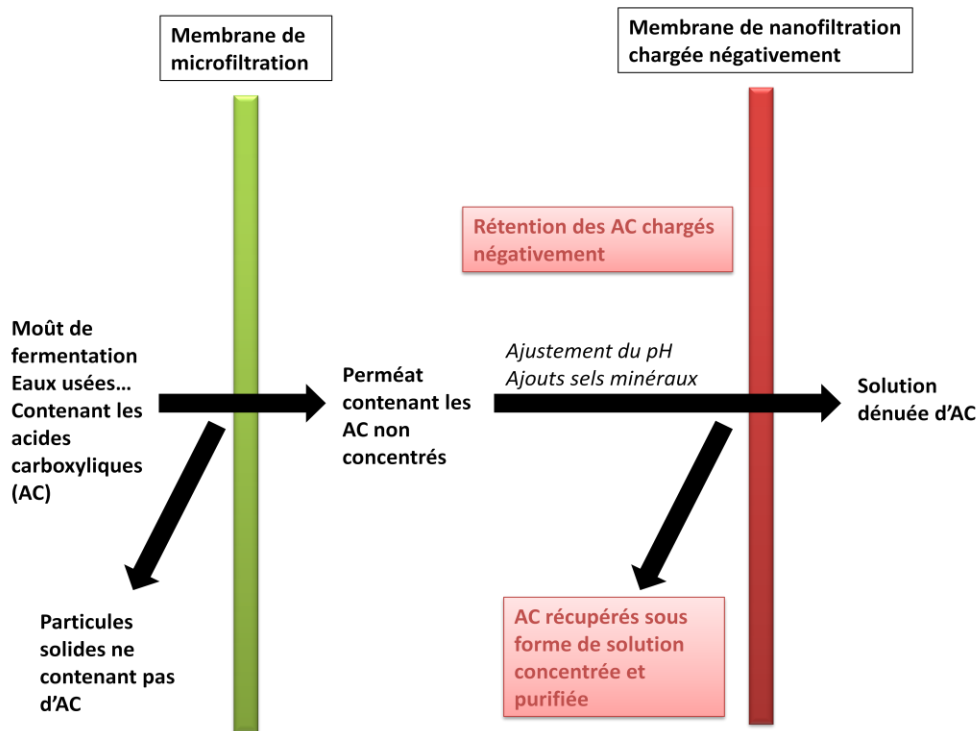 Membrane de
microfiltration
Membrane de nanofiltration
chargée négativement
Rétention des AC chargés
négativement
Moût de
fermentation
Eaux usées…
Contenant les
acides
carboxyliques
(AC)
Perméat
contenant les
AC non
concentrés
Ajustement du pH
Ajouts sels minéraux
Solution
dénuée d'AC
Particules
solides ne
contenant pas
d'AC
AC récupérés sous
forme de solution
concentrée et
purifiée